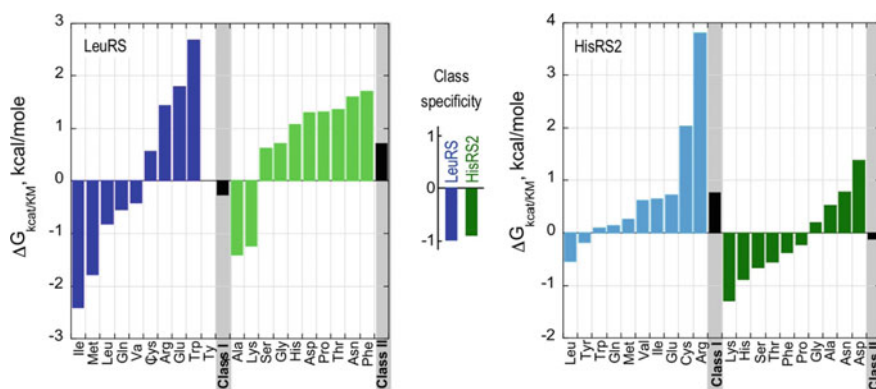 LeuRS
ΔG kcat/KM, kcal/mole
3
2
1
0
-1
-2
-3
Ile Met Leu Gln Va Cys Arg Glu Trp Ty Class I Ala Lys Ser Gly His Asp Pro Thr Asn Phe Class II
Class
specificity
1
0
-1
LeuRS
HisRS2
HisRS2
ΔG kcat/KM, kcal/mole
4
3
2
1
0
-1
-2
Leu Tyr Trp Gln Met Val Ile Glu Cys Arg Class I Lys His Ser Thr Phe Pro Gly Ala Asn Asp Class II